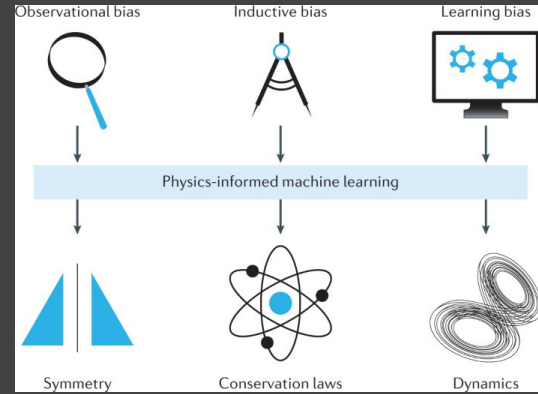 Observational bias
Inductive bias
Learning bias
Physics-informed machine learning
Symmetry
Conservation laws
Dynamics